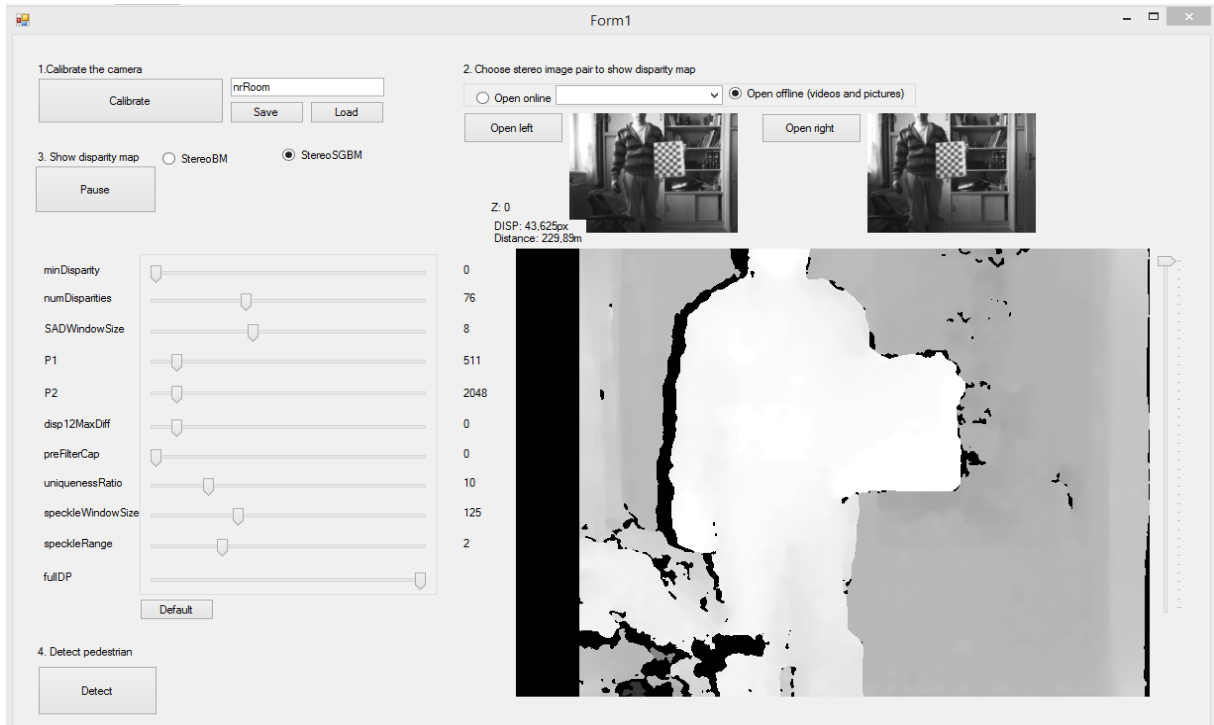 Form1
1.Calibrate the camera
Calibrate
nrRoom
Save
Load
2. Choose stereo image pair to show disparity map
Open online
Open offline (videos and pictures)
Open left
Open right
3. Show disparity map
StereoBM
StereoSGBM
Pause
Z: 0
DISP: 43,625px
Distance: 229,89m
minDisparity 0
numDisparities 76
SADWindowSize 8
P1 511
P2 2048
disp12MaxDiff 0
preFilterCap 0
uniquenessRatio 10
speckleWindowSize 125
speckleRange 2
fullDP
Default
4. Detect pedestrian
Detect